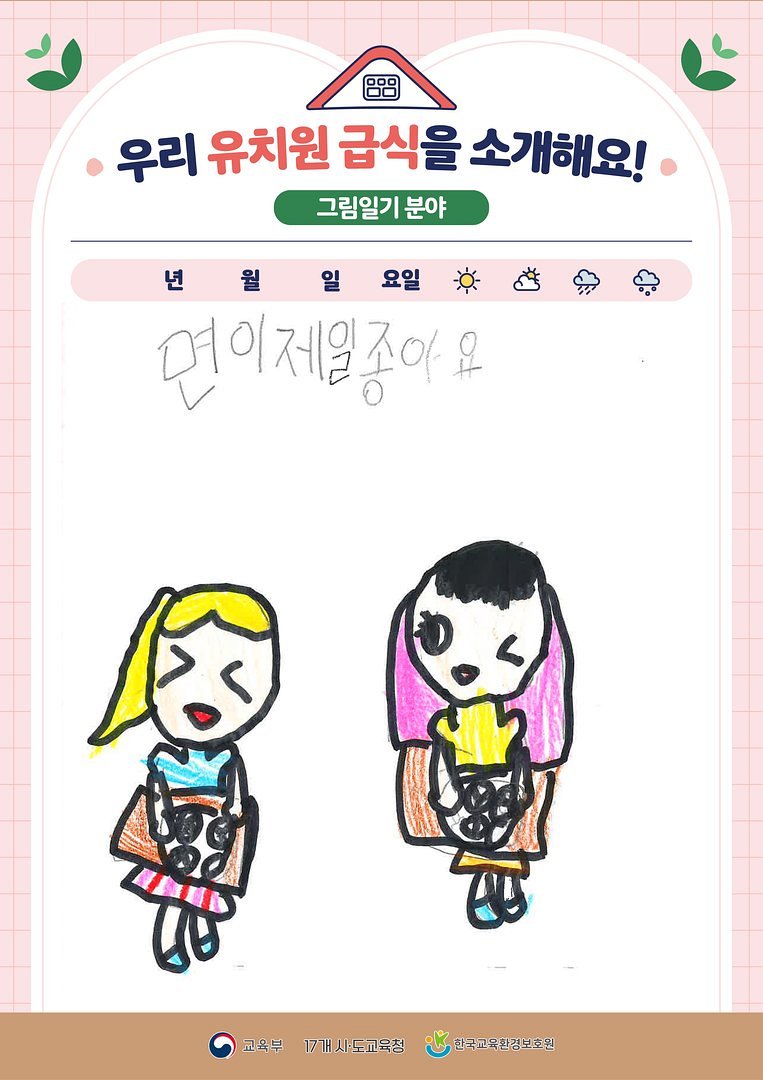 우리 유치원 급식을 소개해요!
그림일기 분야
년 월 일 요일
면이제일좋아요
교육부 17개 시·도교육청 한국교육환경보호원